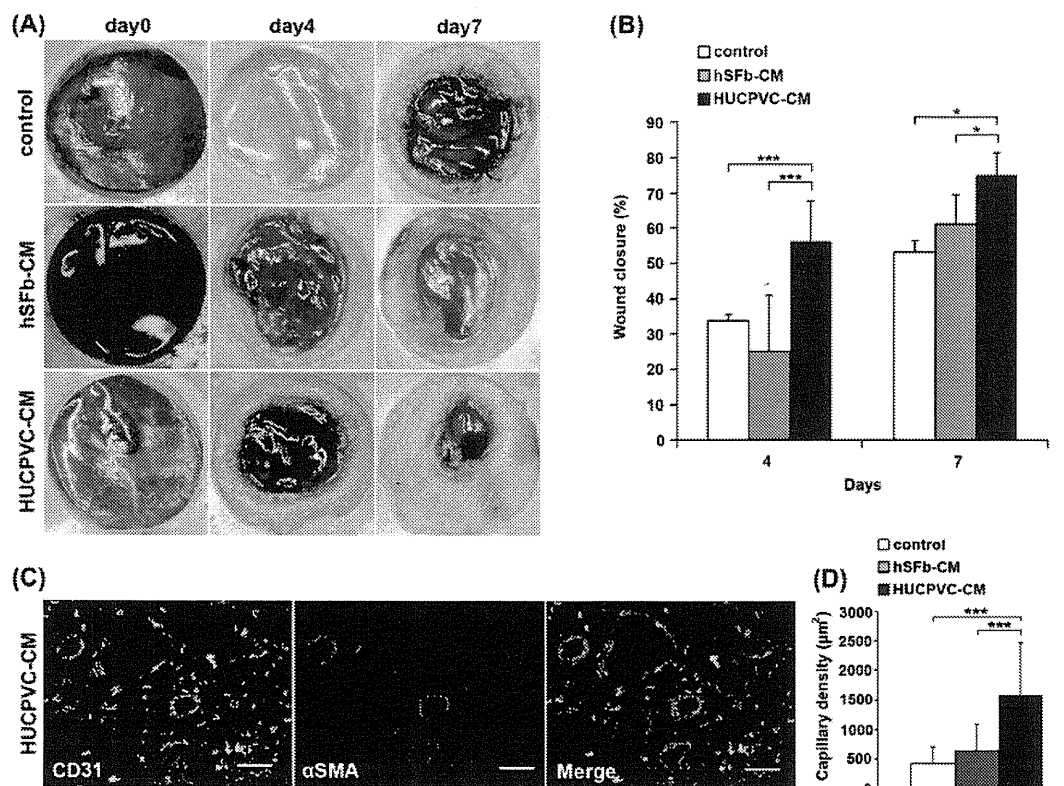 (A)
day0 day4 day7
control
hSFb-CM
HUCPVC-CM
(B)
control
hSFb-CM
HUCPVC-CM
* 
*
***
***
Wound closure (%)
90
80
70
60
50
40
30
20
10
0
4 7
Days
(C)
HUCPVC-CM
CD31 αSMA Merge
(D)
control
hSFb-CM
HUCPVC-CM
***
***
Capillary density (µm²)
3000
2500
2000
1500
1000
500
0